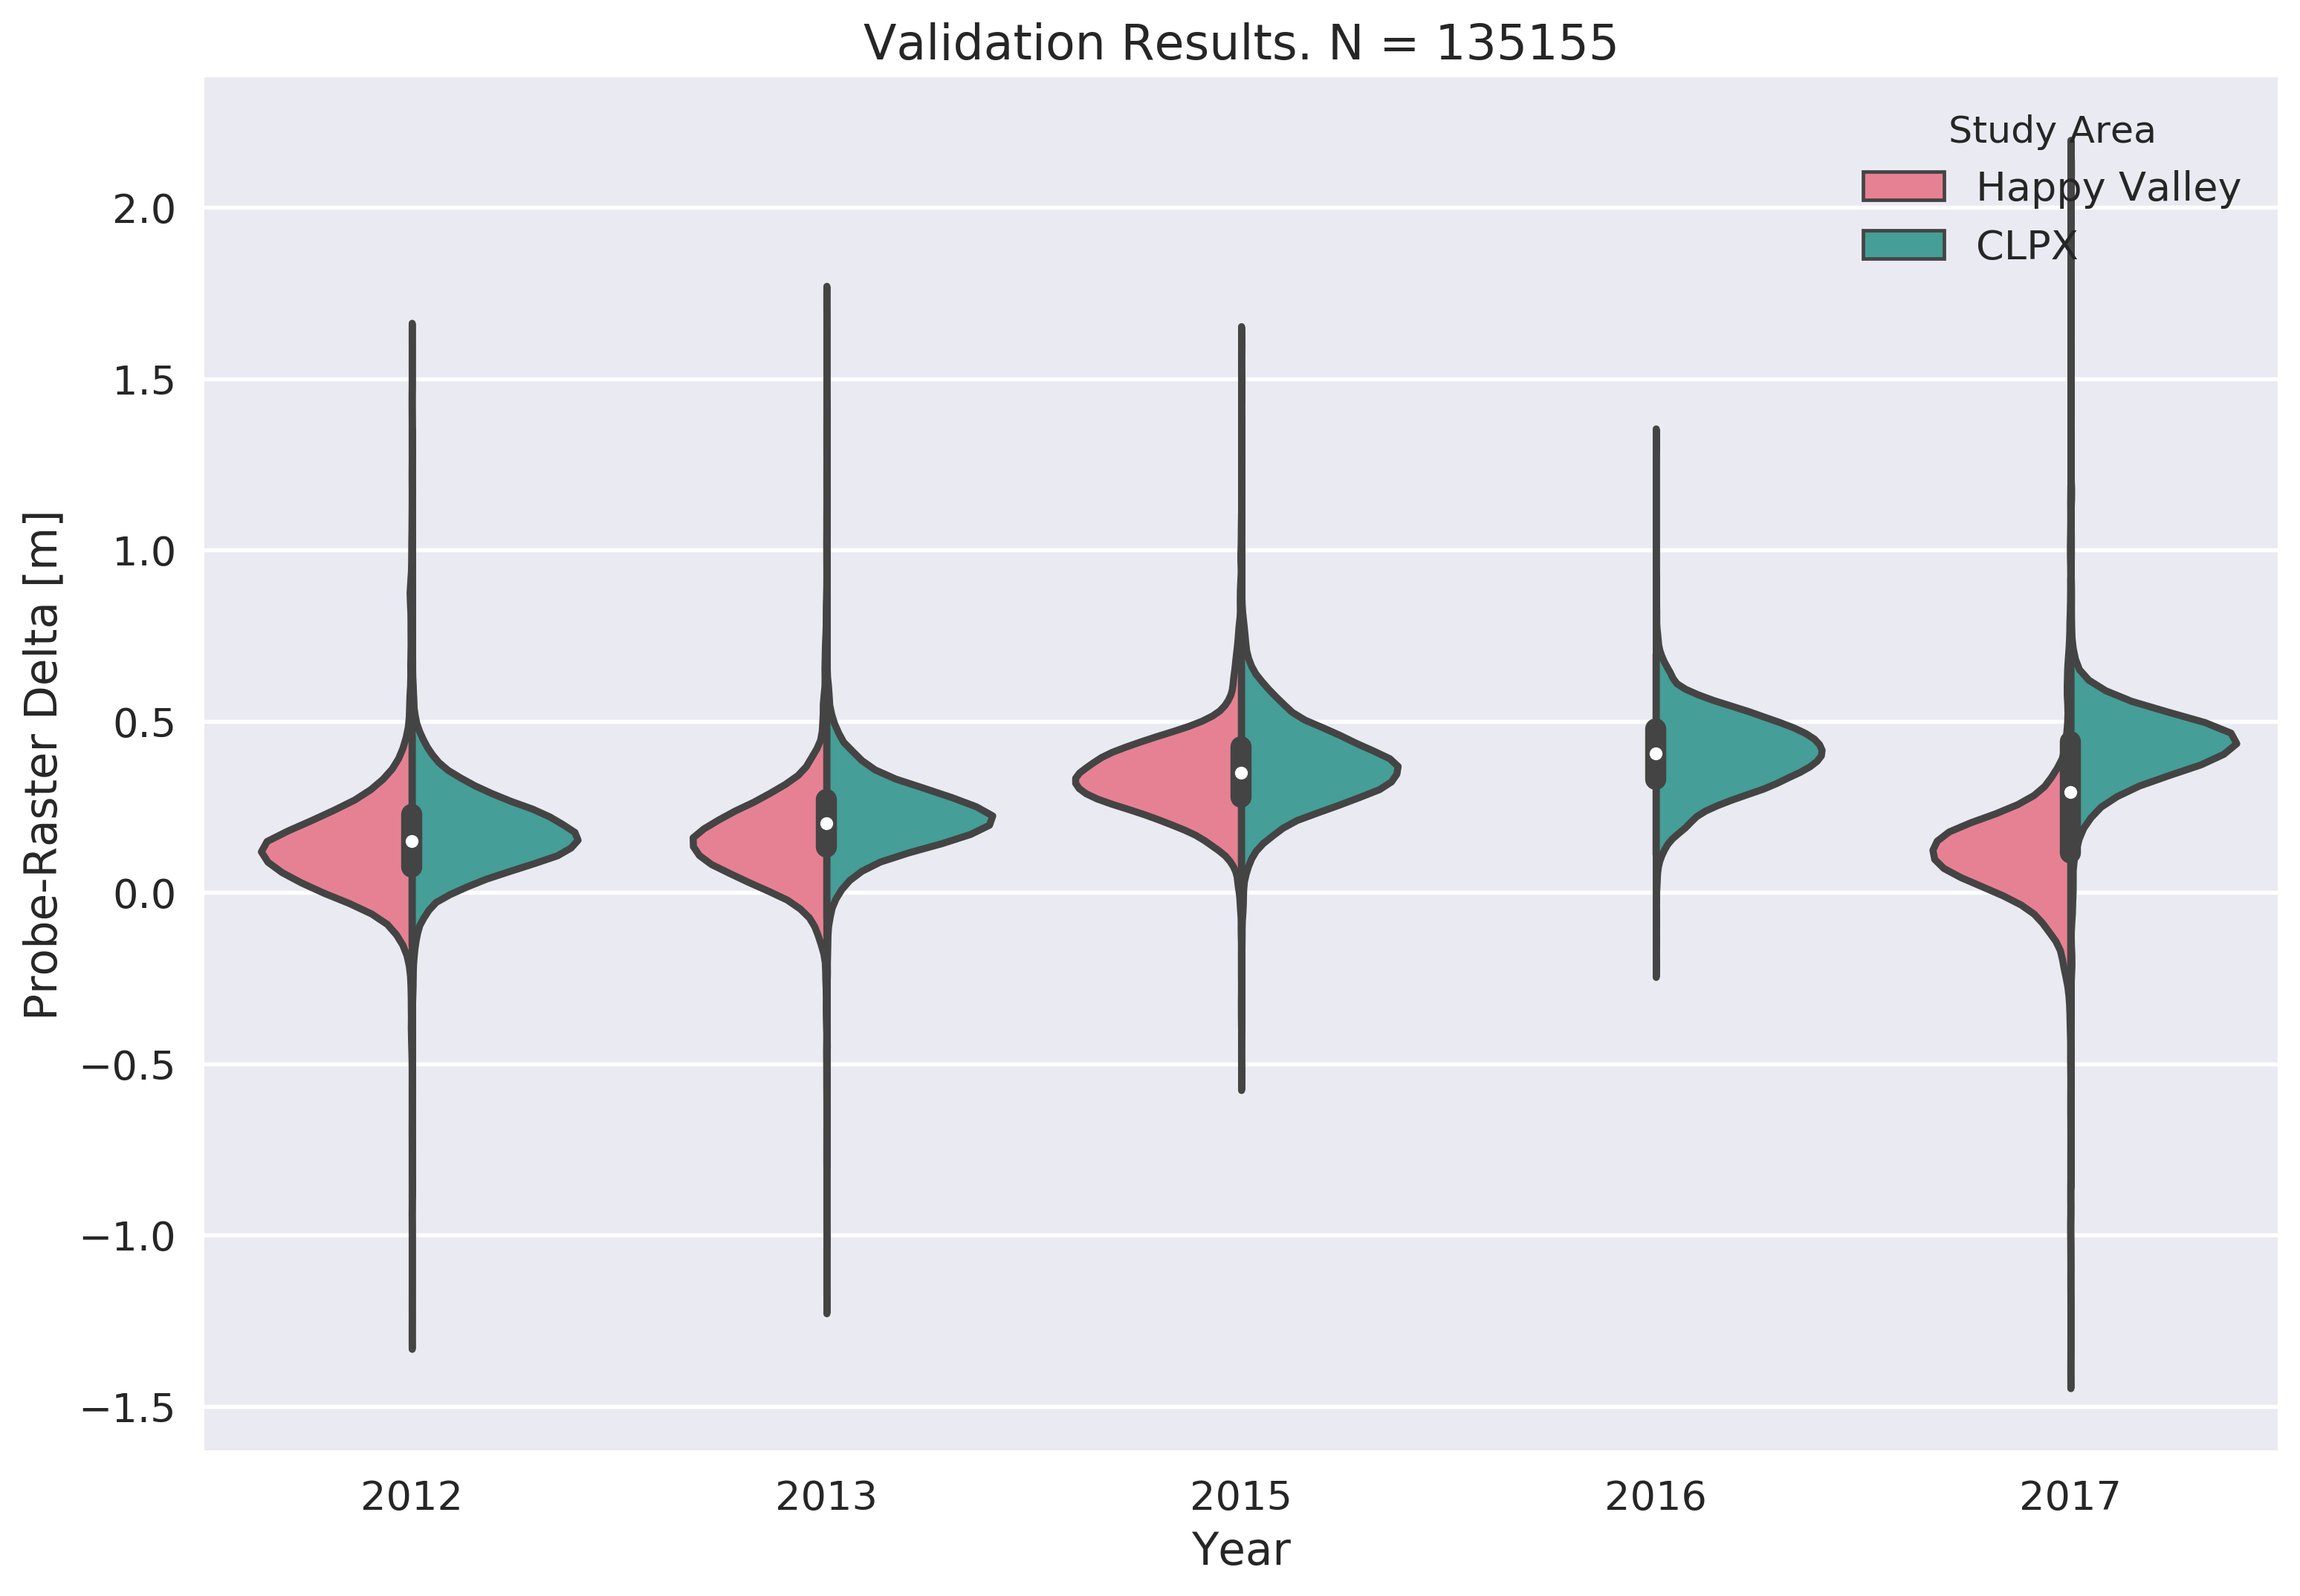 Validation Results. N = 135155
Study Area
Happy Valley
CLPX
Probe-Raster Delta [m]
2.0
1.5
1.0
0.5
0.0
−0.5
−1.0
−1.5
2012
2013
2015
2016
2017
Year